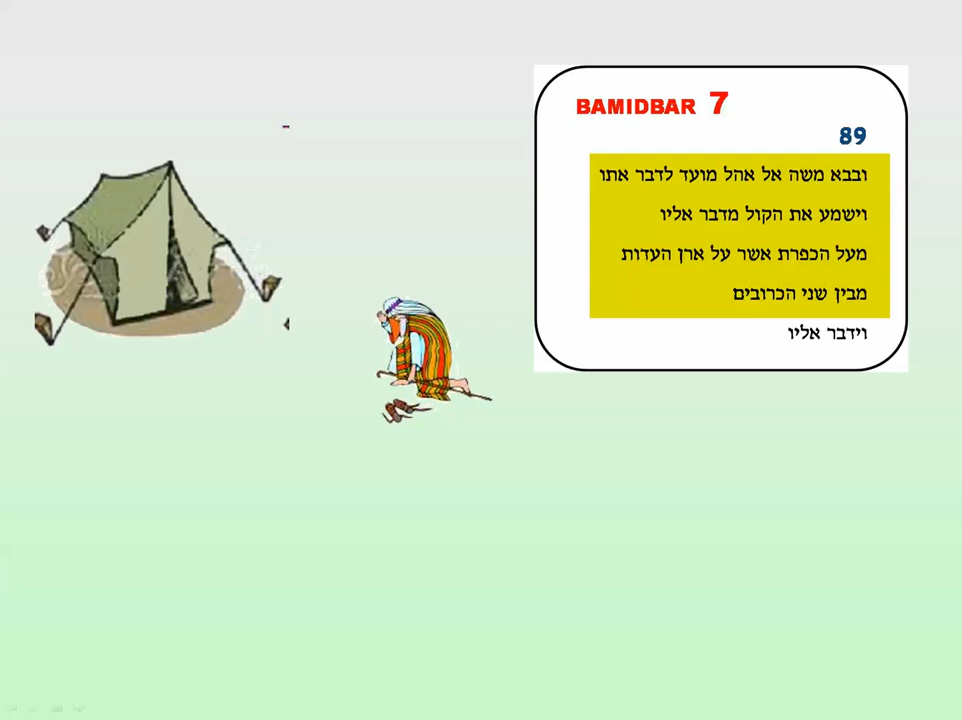 BAMIDBAR 7
89
ובבא משה אל אהל מועד לדבר אתו
וישמע את הקול מדבר אליו
מעל הכפרת אשר על ארן העדות
מבין שני הכרובים
וידבר אליו